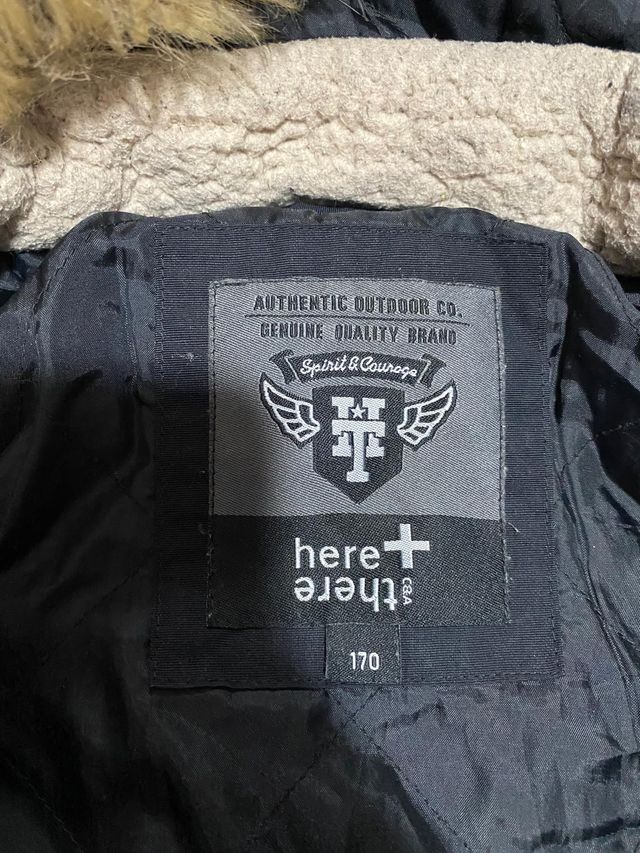 AUTHENTIC OUTDOOR CO.
GENUINE QUALITY BRAND
Spirit & Courage
HT
here+
there
C&A
170